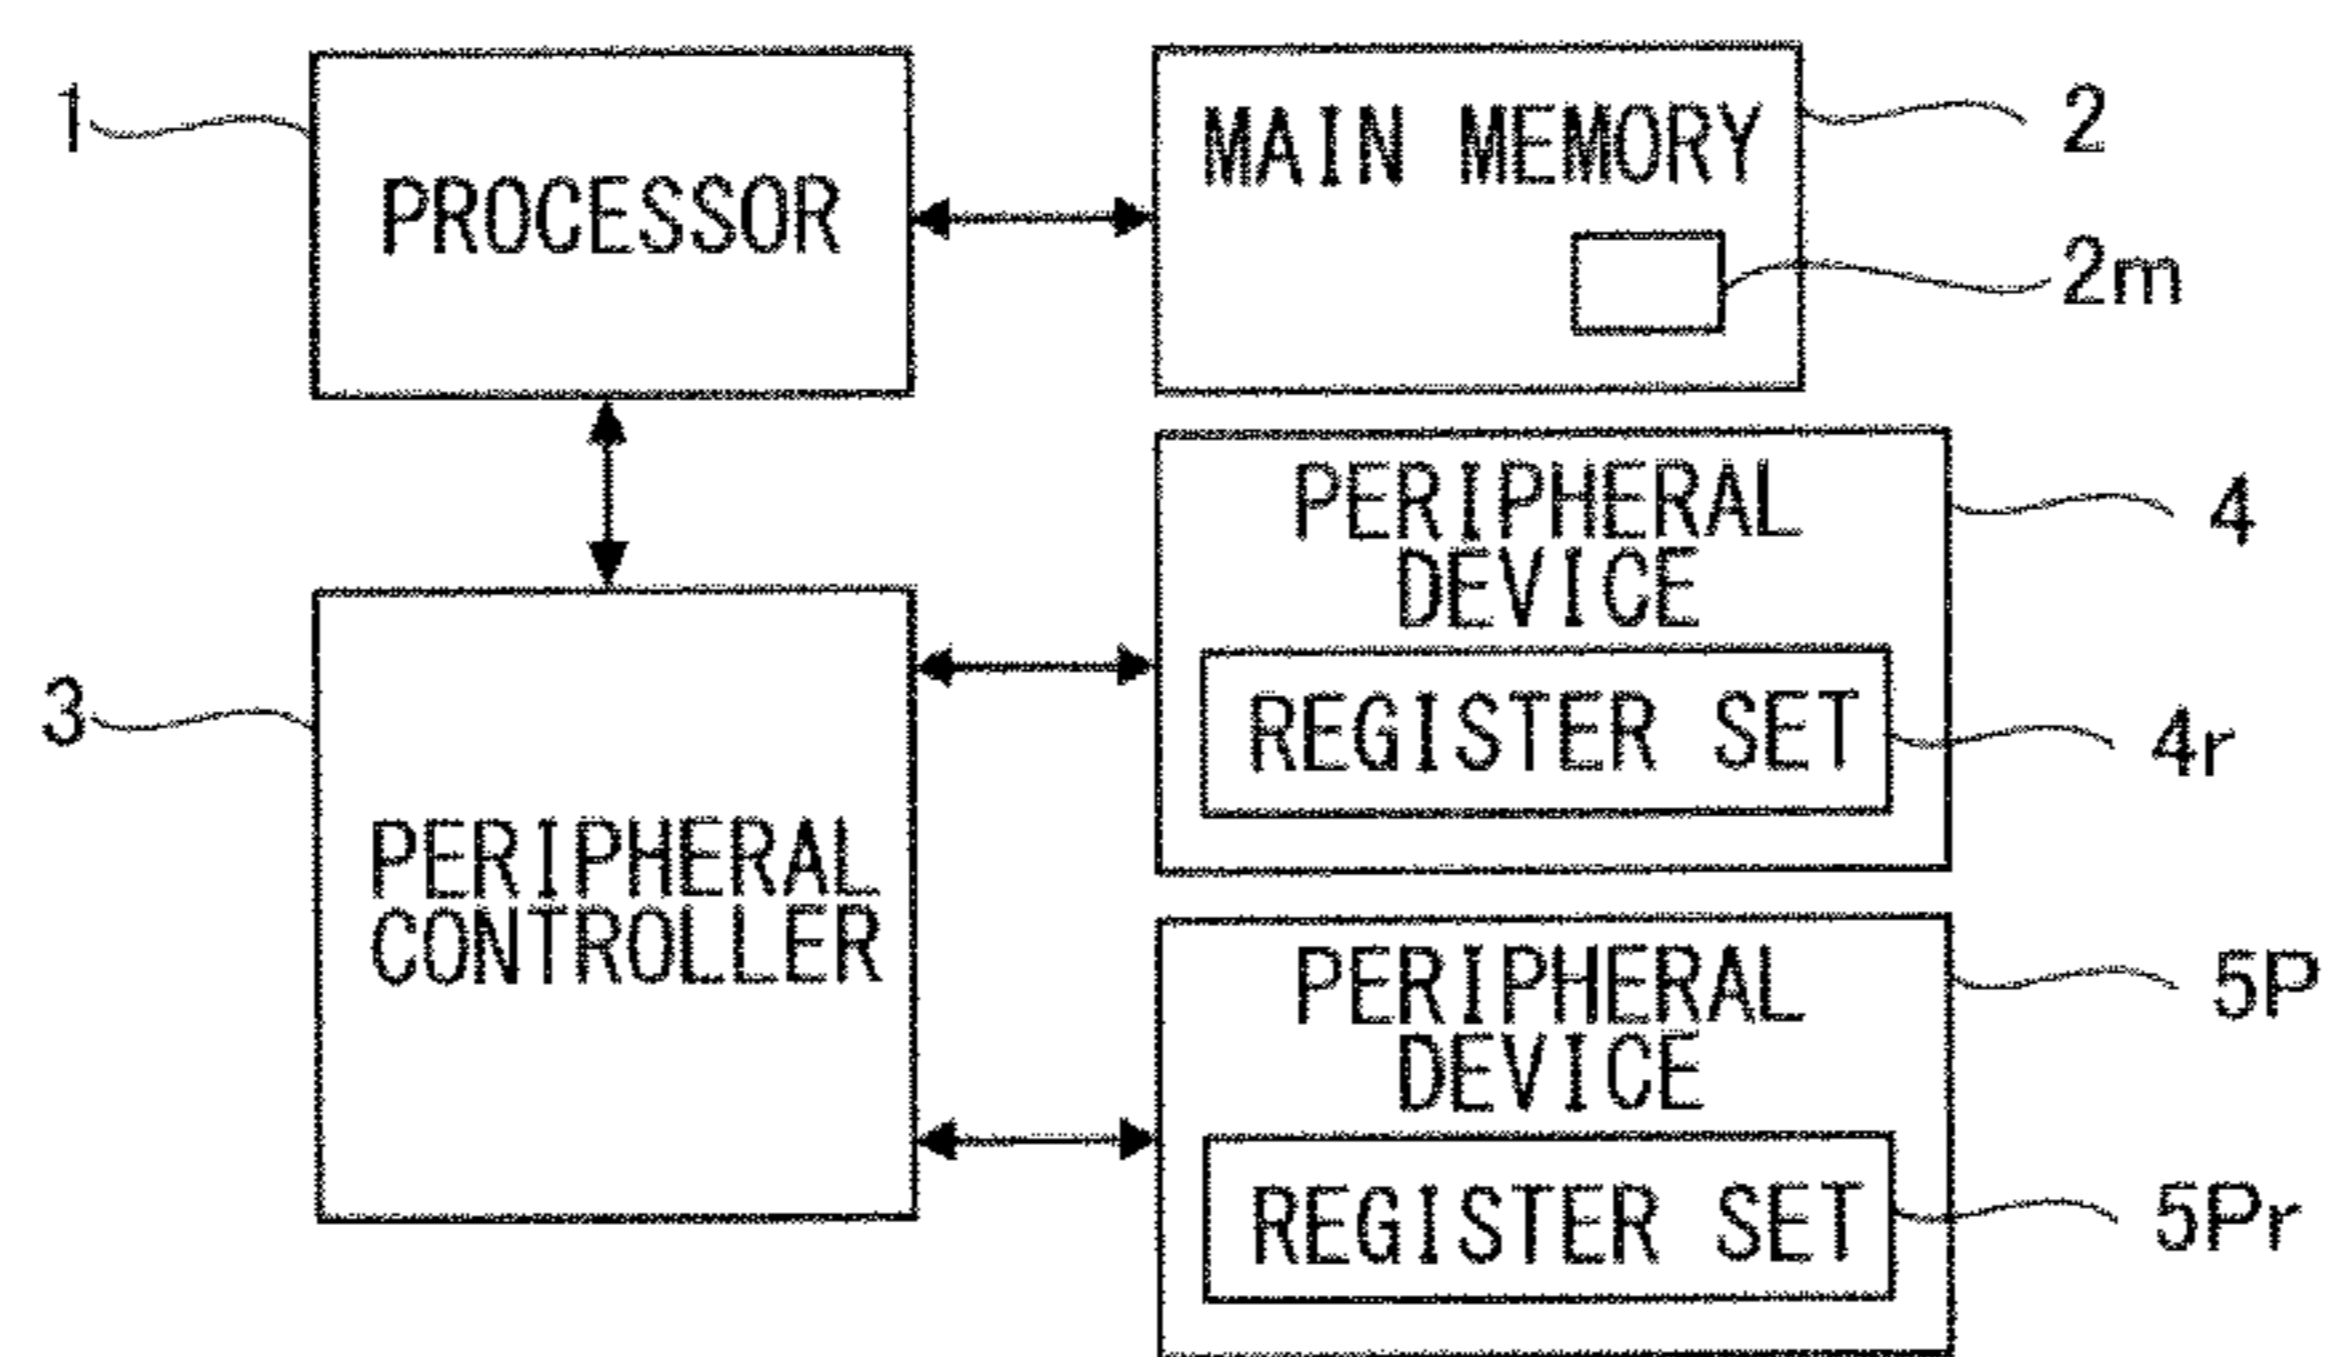 1
PROCESSOR
MAIN MEMORY
2
2m
3
PERIPHERAL
CONTROLLER
PERIPHERAL
DEVICE
4
REGISTER SET
4r
PERIPHERAL
DEVICE
5P
REGISTER SET
5Pr